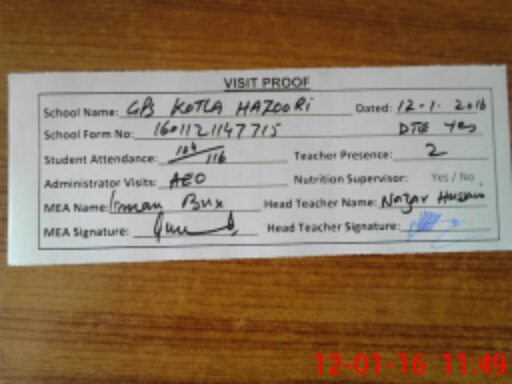 VISIT PROOF
School Name: GPS KOTLA HAZOORI Dated: 12-1-2016
School Form No: 1601121147715 DTE Yes
Student Attendance: 104/116 Teacher Presence: 2
Administrator Visits: AEO Nutrition Supervisor: Yes / No
MEA Name: Bux Head Teacher Name: Nazar Hussain
MEA Signature: Head Teacher Signature:
12-01-16 11:49